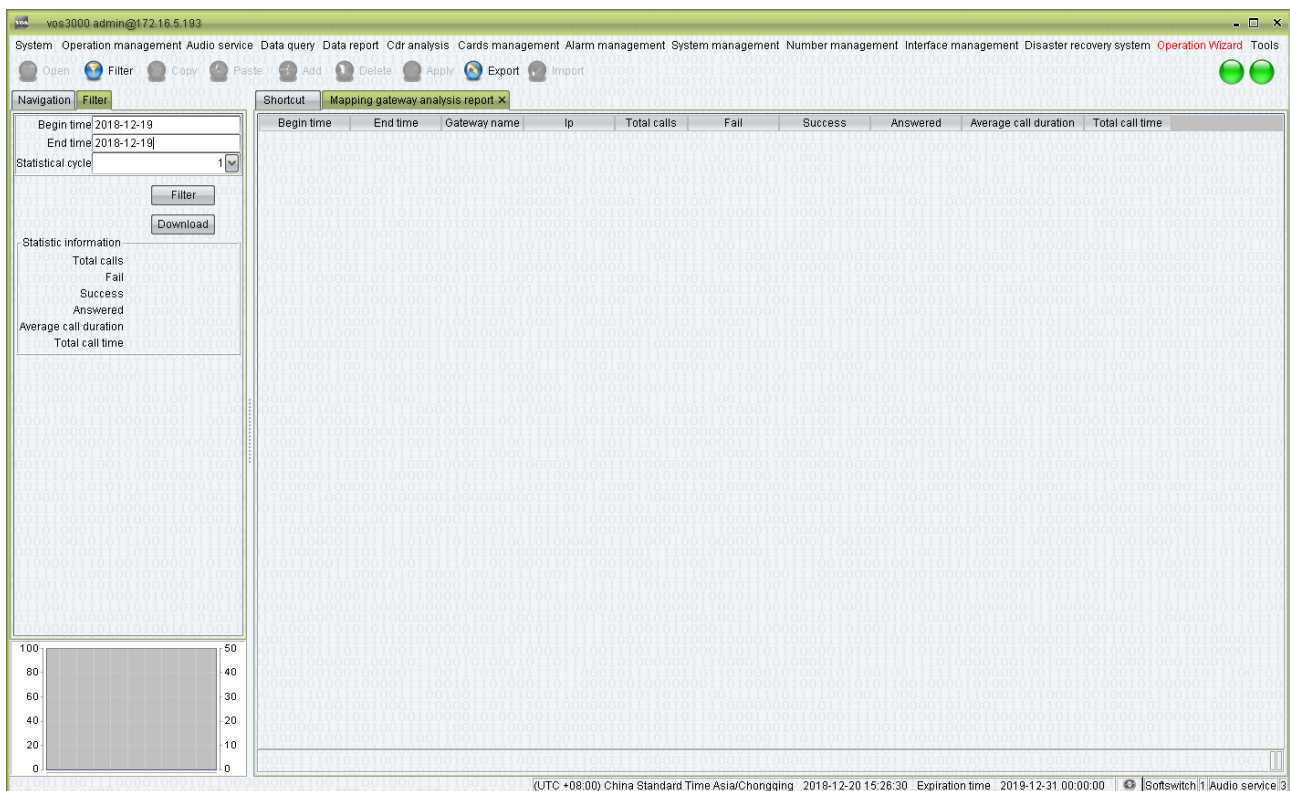 vos3000 admin@172.16.5.193
System Operation management Audio service Data query Data report Cdr analysis Cards management Alarm management System management Number management Interface management Disaster recovery system Operation Wizard Tools
Open Filter Copy Paste Add Delete Apply Export Import
Navigation Filter
Shortcut Mapping gateway analysis report
Begin time 2018-12-19
End time 2018-12-19
Statistical cycle 1
Filter
Download
Statistic information
Total calls
Fail
Success
Answered
Average call duration
Total call time
Begin time End time Gateway name Ip Total calls Fail Success Answered Average call duration Total call time
100 50
80 40
60 30
40 20
20 10
0 0
(UTC +08:00) China Standard Time Asia/Chongqing 2018-12-20 15:26:30 Expiration time 2019-12-31 00:00:00 Softswitch 1 Audio service 3